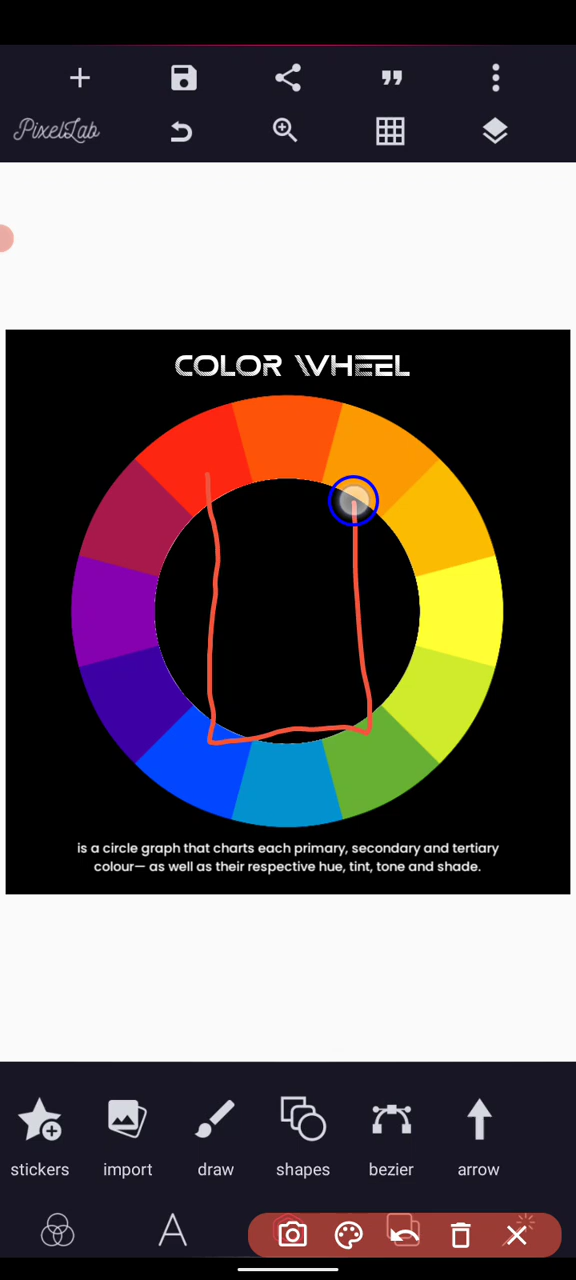 PixelLab
COLOR WHEEL
is a circle graph that charts each primary, secondary and tertiary
colour— as well as their respective hue, tint, tone and shade.
stickers
import
draw
shapes
bezier
arrow